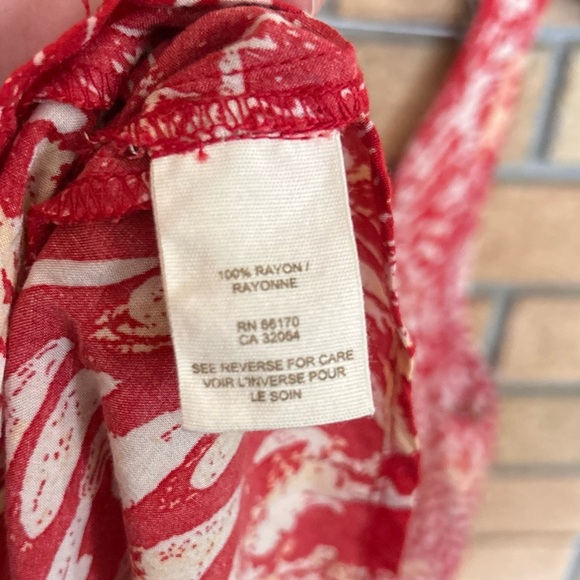 100% RAYON /
RAYONNE
RN 66170
CA 32064
SEE REVERSE FOR CARE
VOIR L'INVERSE POUR
LE SOIN